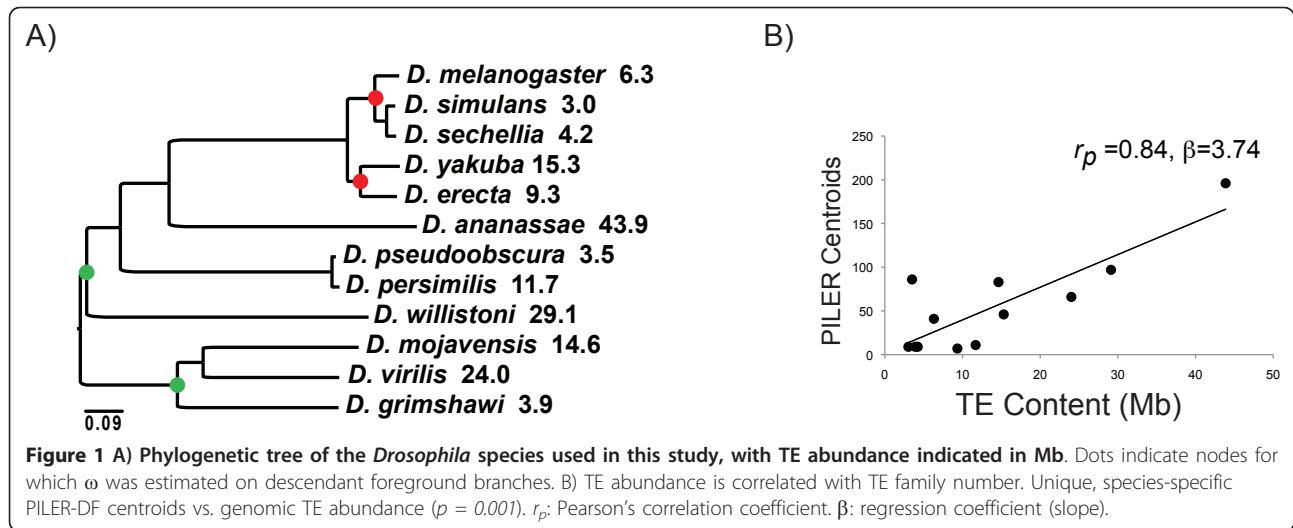 A)
D. melanogaster 6.3
D. simulans 3.0
D. sechellia 4.2
D. yakuba 15.3
D. erecta 9.3
D. ananassae 43.9
D. pseudoobscura 3.5
D. persimilis 11.7
D. willistoni 29.1
D. mojavensis 14.6
D. virilis 24.0
D. grimshawi 3.9
0.09
B)
PILER Centroids
250
200
150
100
50
0
r_p =0.84, β=3.74
0 10 20 30 40 50
TE Content (Mb)
Figure 1 A) Phylogenetic tree of the Drosophila species used in this study, with TE abundance indicated in Mb. Dots indicate nodes for
which ω was estimated on descendant foreground branches. B) TE abundance is correlated with TE family number. Unique, species-specific
PILER-DF centroids vs. genomic TE abundance (p = 0.001). r_p: Pearson's correlation coefficient. β: regression coefficient (slope).